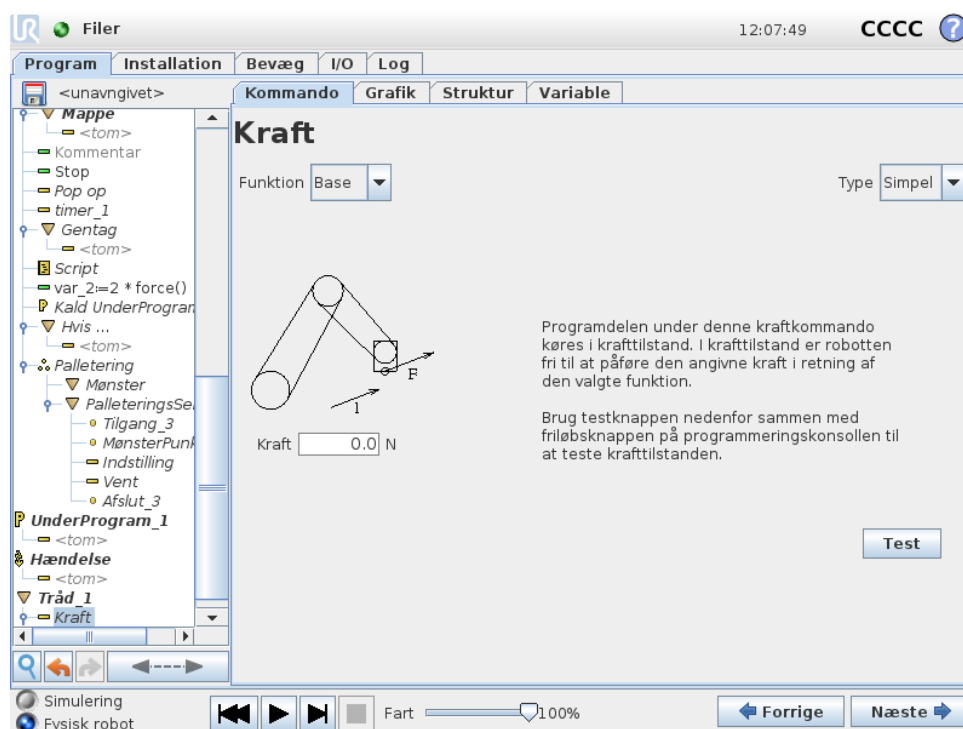 UR Filer 12:07:49 CCCC ?
Program Installation Bevæg I/O Log
<unavngivet>
Kommando Grafik Struktur Variable
Mappe
<tom>
Kommentar
Stop
Pop op
timer_1
Gentag
<tom>
Script
var_2:=2 * force()
Kald UnderProgram
Hvis ...
<tom>
Palletering
Mønster
PalleteringsSe
Tilgang_3
MønsterPunk
Indstilling
Vent
Afslut_3
P UnderProgram_1
<tom>
Hændelse
<tom>
Tråd_1
Kraft
Kraft
Funktion Base
Type Simpel
F
l
Kraft 0.0 N
Programdelen under denne kraftkommando
køres i krafttilstand. I krafttilstand er robotten
fri til at påføre den angivne kraft i retning af
den valgte funktion.
Brug testknappen nedenfor sammen med
friløbsknappen på programmeringskonsollen til
at teste krafttilstanden.
Test
Simulering
Fysisk robot
Fart 100%
Forrige
Næste